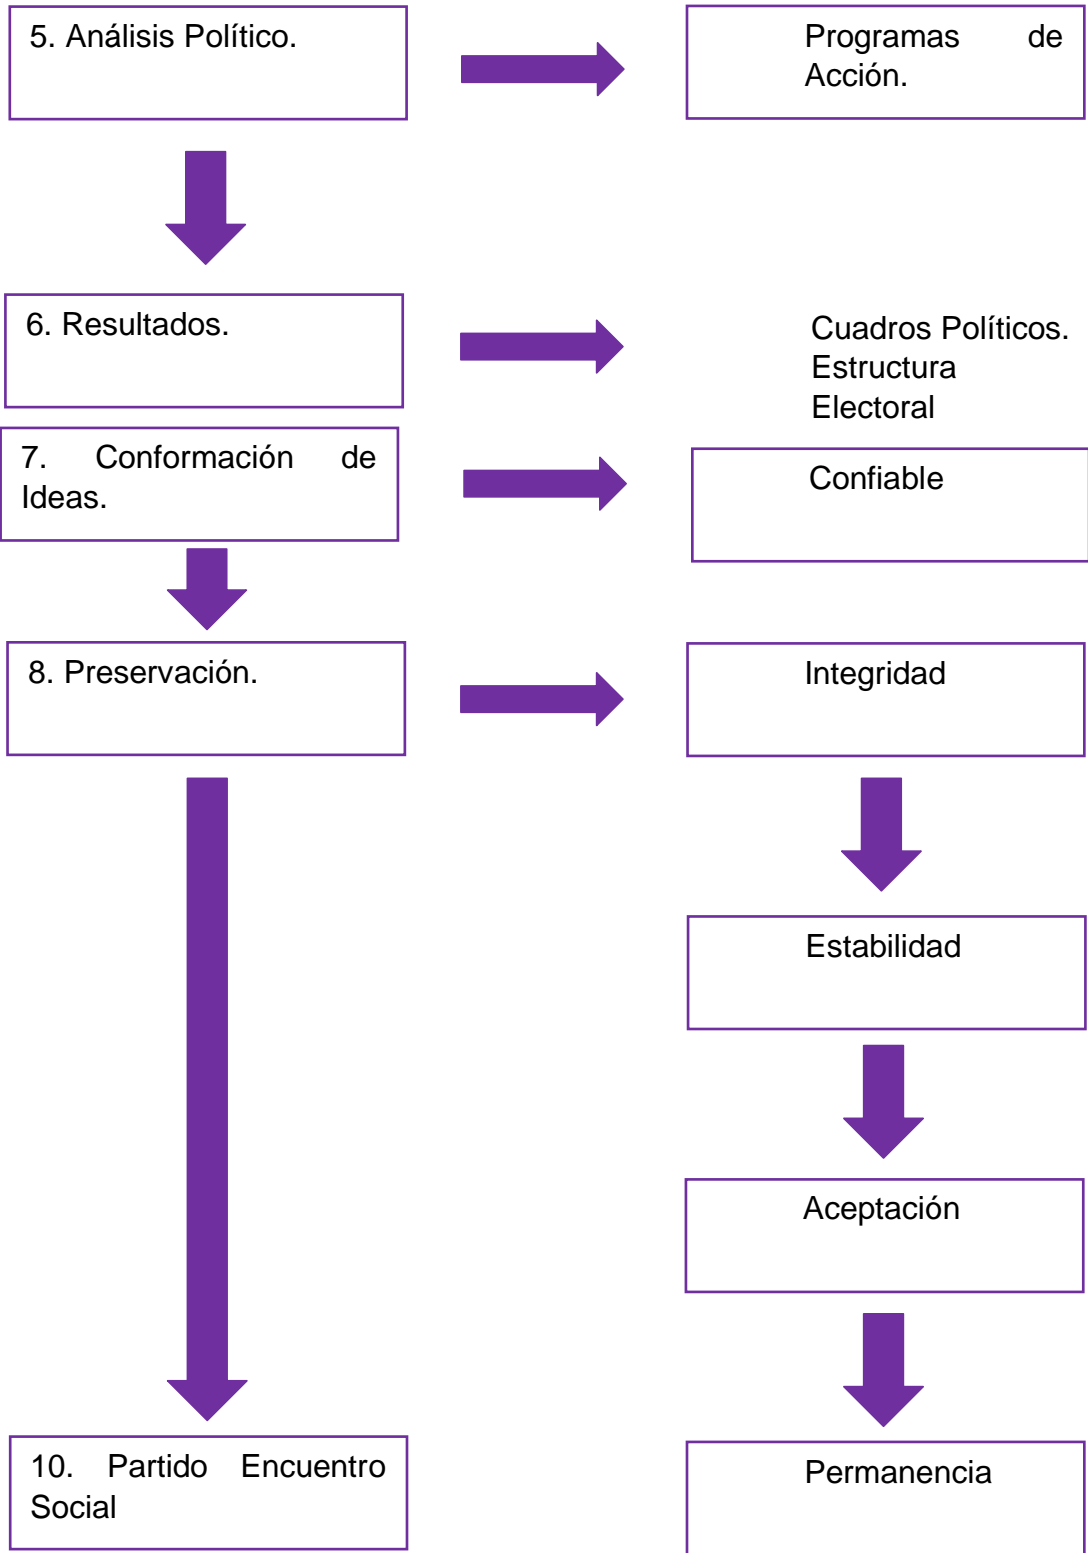 5. Análisis Político.
Programas de
Acción.
6. Resultados.
Cuadros Políticos.
Estructura
Electoral
7. Conformación de
Ideas.
Confiable
8. Preservación.
Integridad
Estabilidad
Aceptación
10. Partido Encuentro
Social
Permanencia